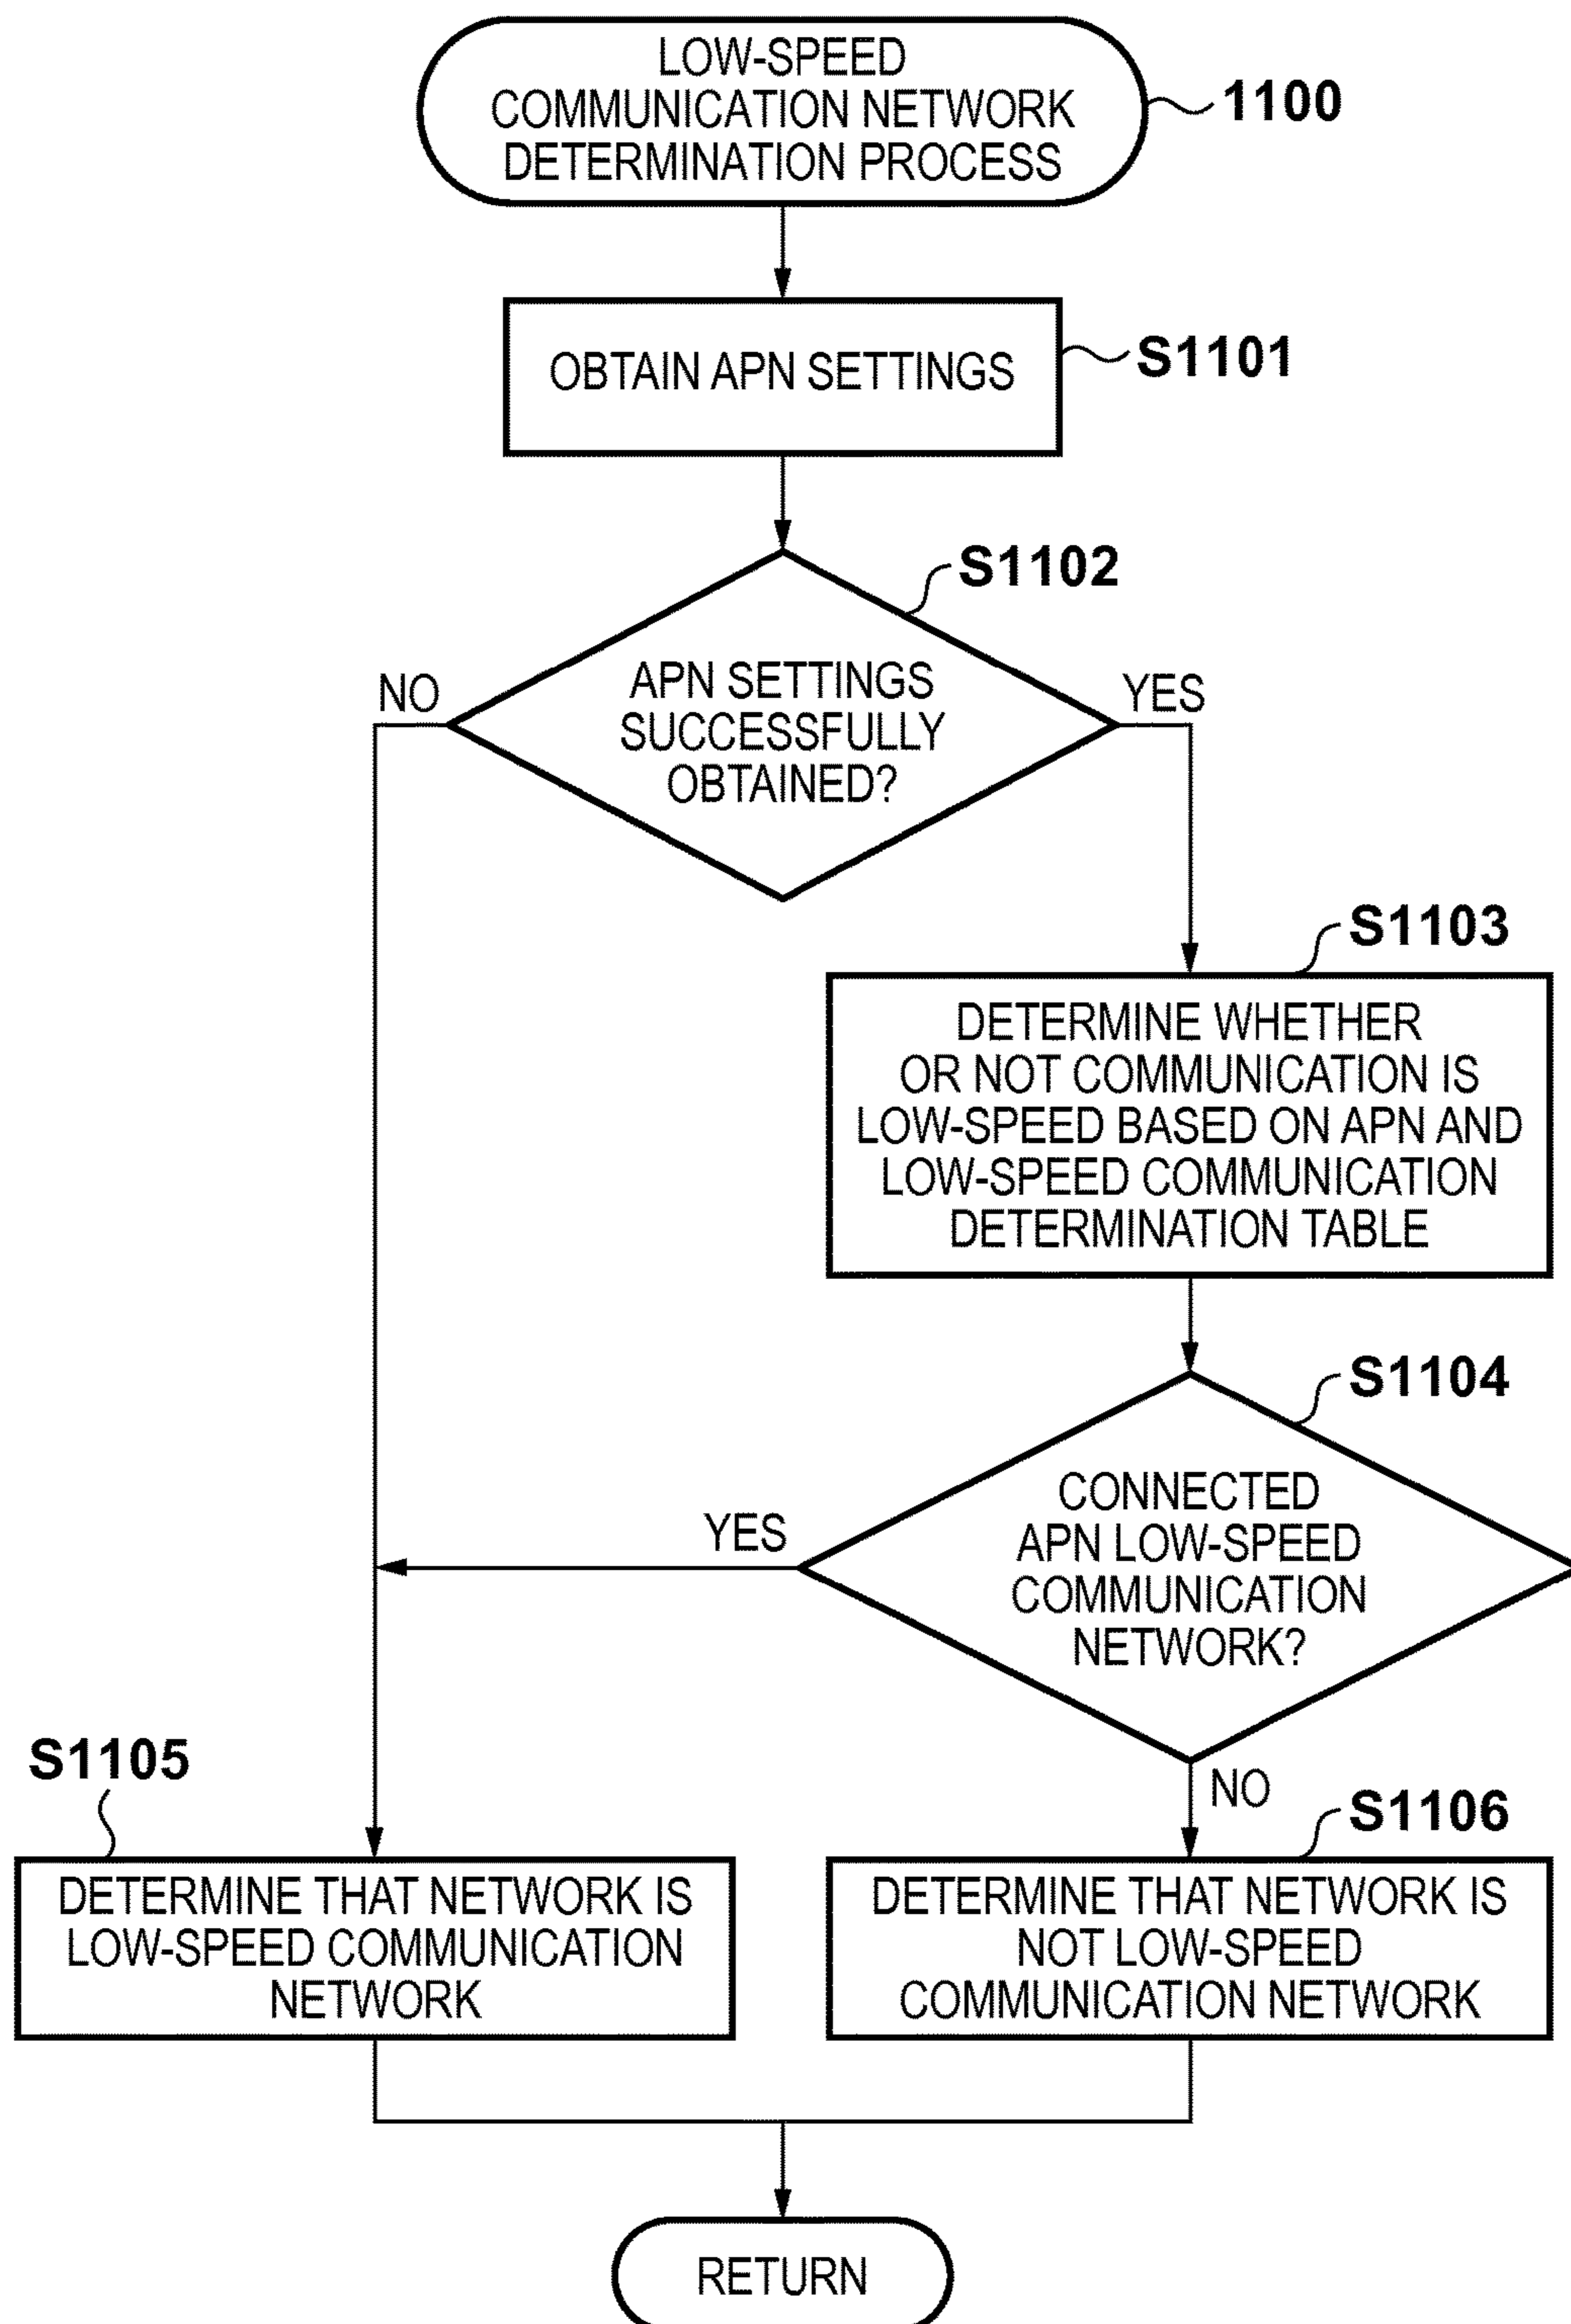 LOW-SPEED
COMMUNICATION NETWORK
DETERMINATION PROCESS
1100
OBTAIN APN SETTINGS
S1101
S1102
APN SETTINGS
SUCCESSFULLY
OBTAINED?
NO
YES
S1103
DETERMINE WHETHER
OR NOT COMMUNICATION IS
LOW-SPEED BASED ON APN AND
LOW-SPEED COMMUNICATION
DETERMINATION TABLE
S1104
CONNECTED
APN LOW-SPEED
COMMUNICATION
NETWORK?
YES
NO
S1105
DETERMINE THAT NETWORK IS
LOW-SPEED COMMUNICATION
NETWORK
S1106
DETERMINE THAT NETWORK IS
NOT LOW-SPEED
COMMUNICATION NETWORK
RETURN